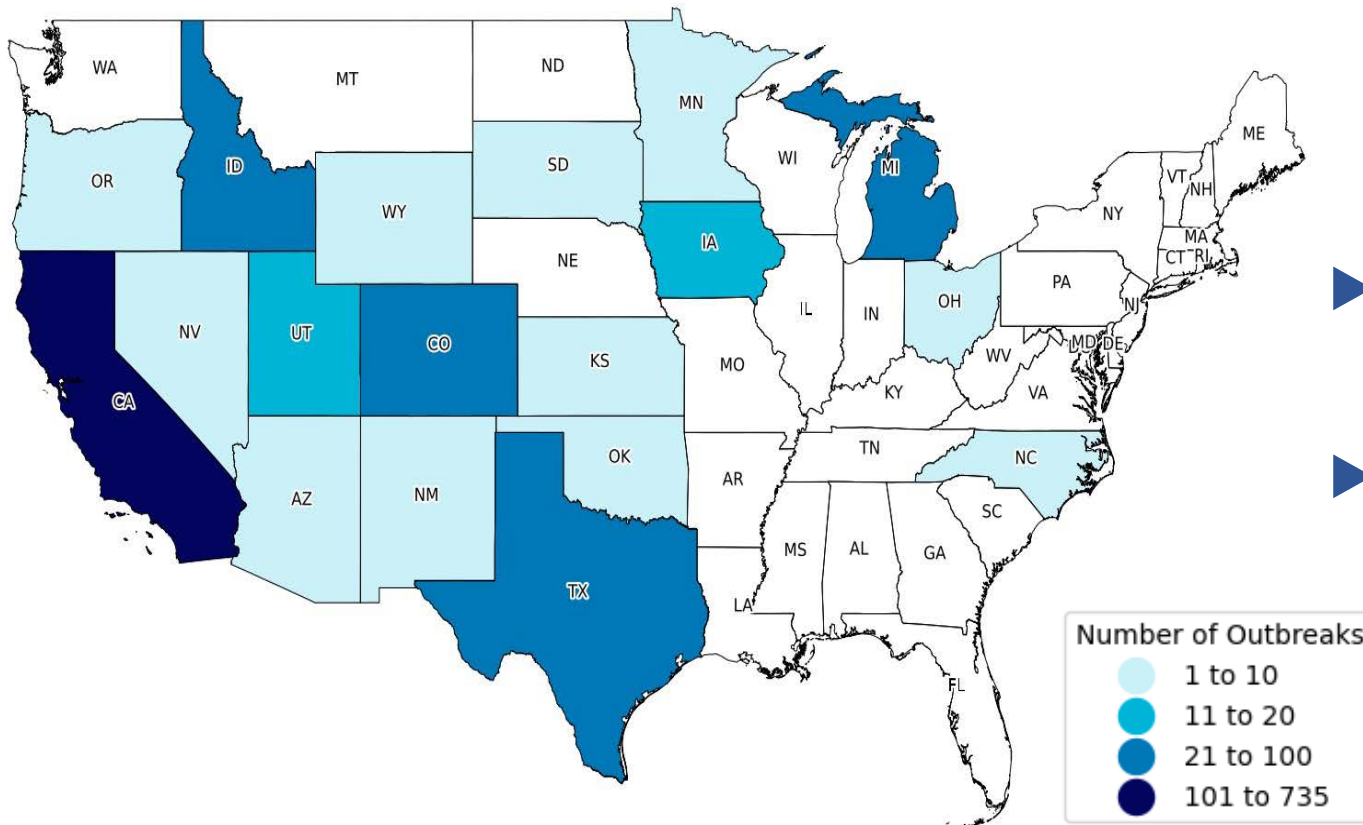 WA
MT
ND
MN
ME
OR
ID
WY
SD
WI
MI
VT
NH
NY
MA
CT
RI
NV
UT
CO
NE
IA
IL
IN
OH
PA
NJ
CA
KS
MO
KY
WV
MD
DE
VA
AZ
NM
OK
AR
TN
NC
SC
TX
LA
MS
AL
GA
FL
Number of Outbreaks
1 to 10
11 to 20
21 to 100
101 to 735